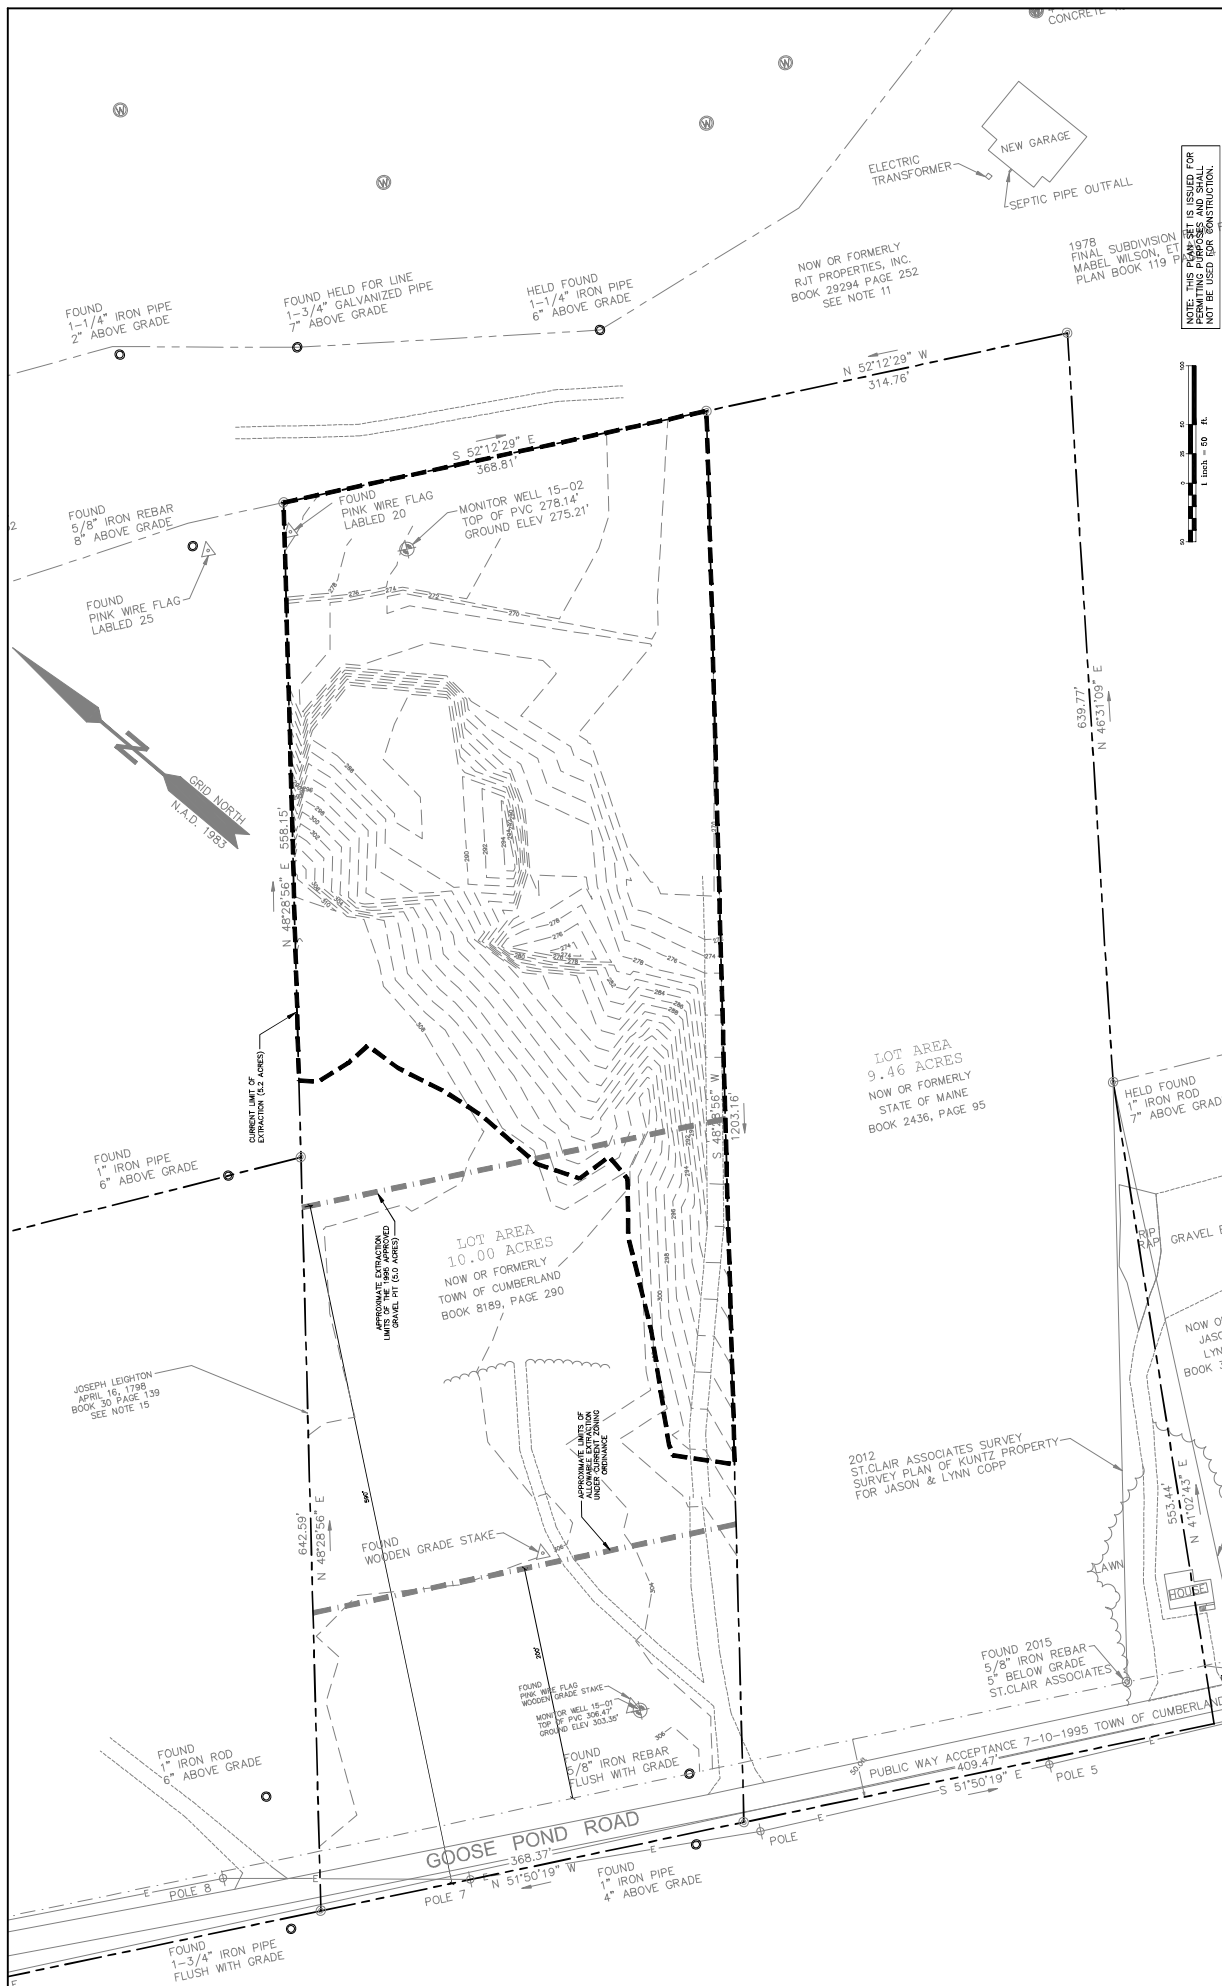 CONCRETE
NEW GARAGE
ELECTRIC
TRANSFORMER
SEPTIC PIPE OUTFALL
NOTE: THIS PLAN SET IS ISSUED FOR
PERMITTING PURPOSES AND SHALL
NOT BE USED FOR CONSTRUCTION.
1978
FINAL SUBDIVISION
MABEL WILSON, ET
PLAN BOOK 119
NOW OR FORMERLY
RJT PROPERTIES, INC.
BOOK 29294 PAGE 252
SEE NOTE 11
FOUND
1-1/4" IRON PIPE
2" ABOVE GRADE
FOUND HELD FOR LINE
1-3/4" GALVANIZED PIPE
7" ABOVE GRADE
HELD FOUND
1-1/4" IRON PIPE
6" ABOVE GRADE
N 52°12'29" W
314.76'
1 inch = 50 ft.
S 52°12'29" E
368.81'
FOUND
PINK WIRE FLAG
LABLED 20
MONITOR WELL 15-02
TOP OF PVC 278.14'
GROUND ELEV 275.21'
FOUND
5/8" IRON REBAR
8" ABOVE GRADE
FOUND
PINK WIRE FLAG
LABLED 25
N
GRID NORTH
N.A.D. 1983
278
276
274
272
270
639.77'
N 46°31'09" E
N 48°28'56" E 558.15'
CURRENT LIMIT OF
EXTRACTION (5.2 ACRES)
S 48°28'56" W
1203.16'
LOT AREA
9.46 ACRES
NOW OR FORMERLY
STATE OF MAINE
BOOK 2436, PAGE 95
HELD FOUND
1" IRON ROD
7" ABOVE GRAD
FOUND
1" IRON PIPE
6" ABOVE GRADE
APPROXIMATE EXTRACTION
LIMITS OF THE 1995 APPROVED
GRAVEL PIT (5.0 ACRES)
LOT AREA
10.00 ACRES
NOW OR FORMERLY
TOWN OF CUMBERLAND
BOOK 8189, PAGE 290
RIP
RAP
GRAVEL
NOW O
JASO
LYN
BOOK 3
JOSEPH LEIGHTON
APRIL 16, 1798
BOOK 30 PAGE 139
SEE NOTE 15
APPROXIMATE LIMITS OF
ALLOWABLE EXTRACTION
UNDER CURRENT ZONING
ORDINANCE
2012
ST.CLAIR ASSOCIATES SURVEY
SURVEY PLAN OF KUNTZ PROPERTY
FOR JASON & LYNN COPP
553.44'
N 41°02'43" E
642.59'
N 48°28'56" E
590'
FOUND
WOODEN GRADE STAKE
LAWN
HOUSE
200'
FOUND 2015
5/8" IRON REBAR
5" BELOW GRADE
ST.CLAIR ASSOCIATES
FOUND
PINK WIRE FLAG
WOODEN GRADE STAKE
MONITOR WELL 15-01
TOP OF PVC 306.47'
GROUND ELEV 303.35'
FOUND
5/8" IRON REBAR
FLUSH WITH GRADE
FOUND
1" IRON ROD
6" ABOVE GRADE
50.00
PUBLIC WAY ACCEPTANCE 7-10-1995 TOWN OF CUMBERLAND
409.47'
S 51°50'19" E
POLE 5
POLE
GOOSE POND ROAD
368.37'
N 51°50'19" W
POLE 8
POLE 7
FOUND
1" IRON PIPE
4" ABOVE GRADE
FOUND
1-3/4" IRON PIPE
FLUSH WITH GRADE